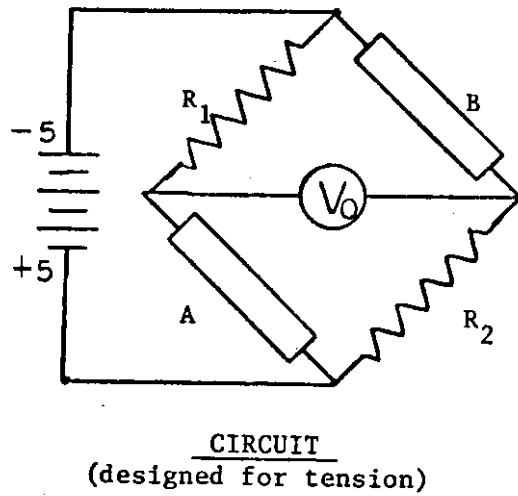 R1
B
-5
V0
+5
A
R2
CIRCUIT
(designed for tension)